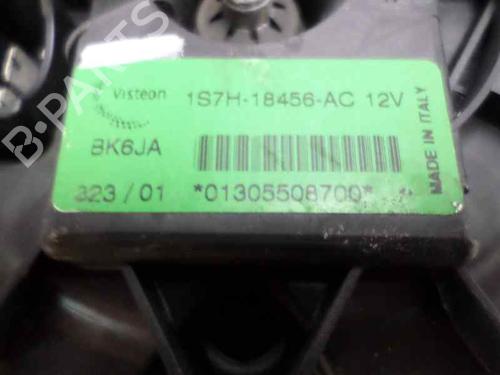 Visteon
1S7H-18456-AC 12V
BK6JA
323/01 *01305508700*
MADE IN ITALY
B-PARTS